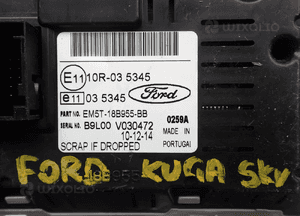 WIXALTO
E11 10R-03 5345
e11 03 5345
Ford
PART NO. EM5T-18B955-BB
0259A
SERIAL NO. B9L00 V030472
10-12-14
MADE IN
PORTUGAL
SCRAP IF DROPPED
FORD KUGA